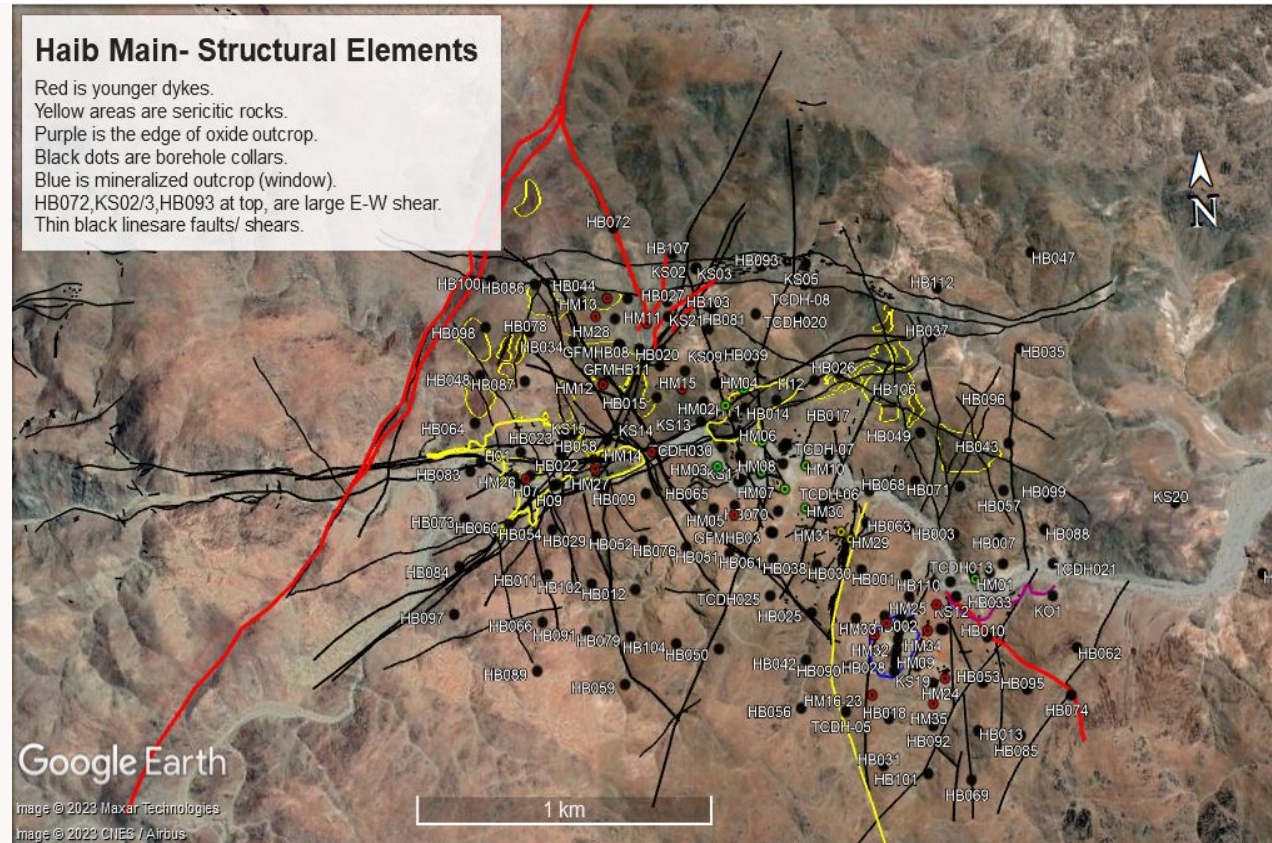 Haib Main- Structural Elements
Red is younger dykes.
Yellow areas are sericitic rocks.
Purple is the edge of oxide outcrop.
Black dots are borehole collars.
Blue is mineralized outcrop (window).
HB072,KS02/3,HB093 at top, are large E-W shear.
Thin black linesare faults/ shears.
N
HB072
HB107
HB047
KS02
KS03
HB093
KS05
HB100
HB086
HB044
HB112
HM13
HB027
HB103
TCDH-08
HB098
HB078
HM11
KS21
HB081
TCDH020
HM28
HB037
HB034
GFMHB08
HB020
HB035
KS09
HB039
HB048
HB087
GFMHB11
HB026
HM12
HM15
HM04
H12
HB106
HB015
HB096
HM02
HB014
HB017
HB064
KS15
KS14
KS13
HB023
HB058
HM06
HB049
HB043
H01
HM14
TCDH-07
HB083
HB022
HM03
HM08
HM10
HM26
H07
HM27
HB068
HB071
H09
HB009
HB065
HM07
TCDH-06
HB057
HB099
KS20
HB073
HB060
HM05
HB070
HM30
HB054
HB029
HB052
HB076
GFMHB03
HM31
HM29
HB063
HB003
HB007
HB088
HB084
HB011
HB102
HB051
HB061
HB038
HB030
HB001
TCDH013
TCDH021
HB012
HB110
HM01
TCDH025
HB025
HM25
KS12
HB033
KO1
HB097
HB066
HB091
HB079
HB104
HB050
HM33
HB002
HB010
HM32
HM34
HB062
HB042
HB090
HB028
HM09
HB089
HB059
KS19
HM24
HB053
HB095
HB074
HB056
HM16-23
TCDH-05
HB018
HM35
HB092
HB013
HB085
HB031
HB101
HB069
Google Earth
Image © 2023 Maxar Technologies
Image © 2023 CNES / Airbus
1 km